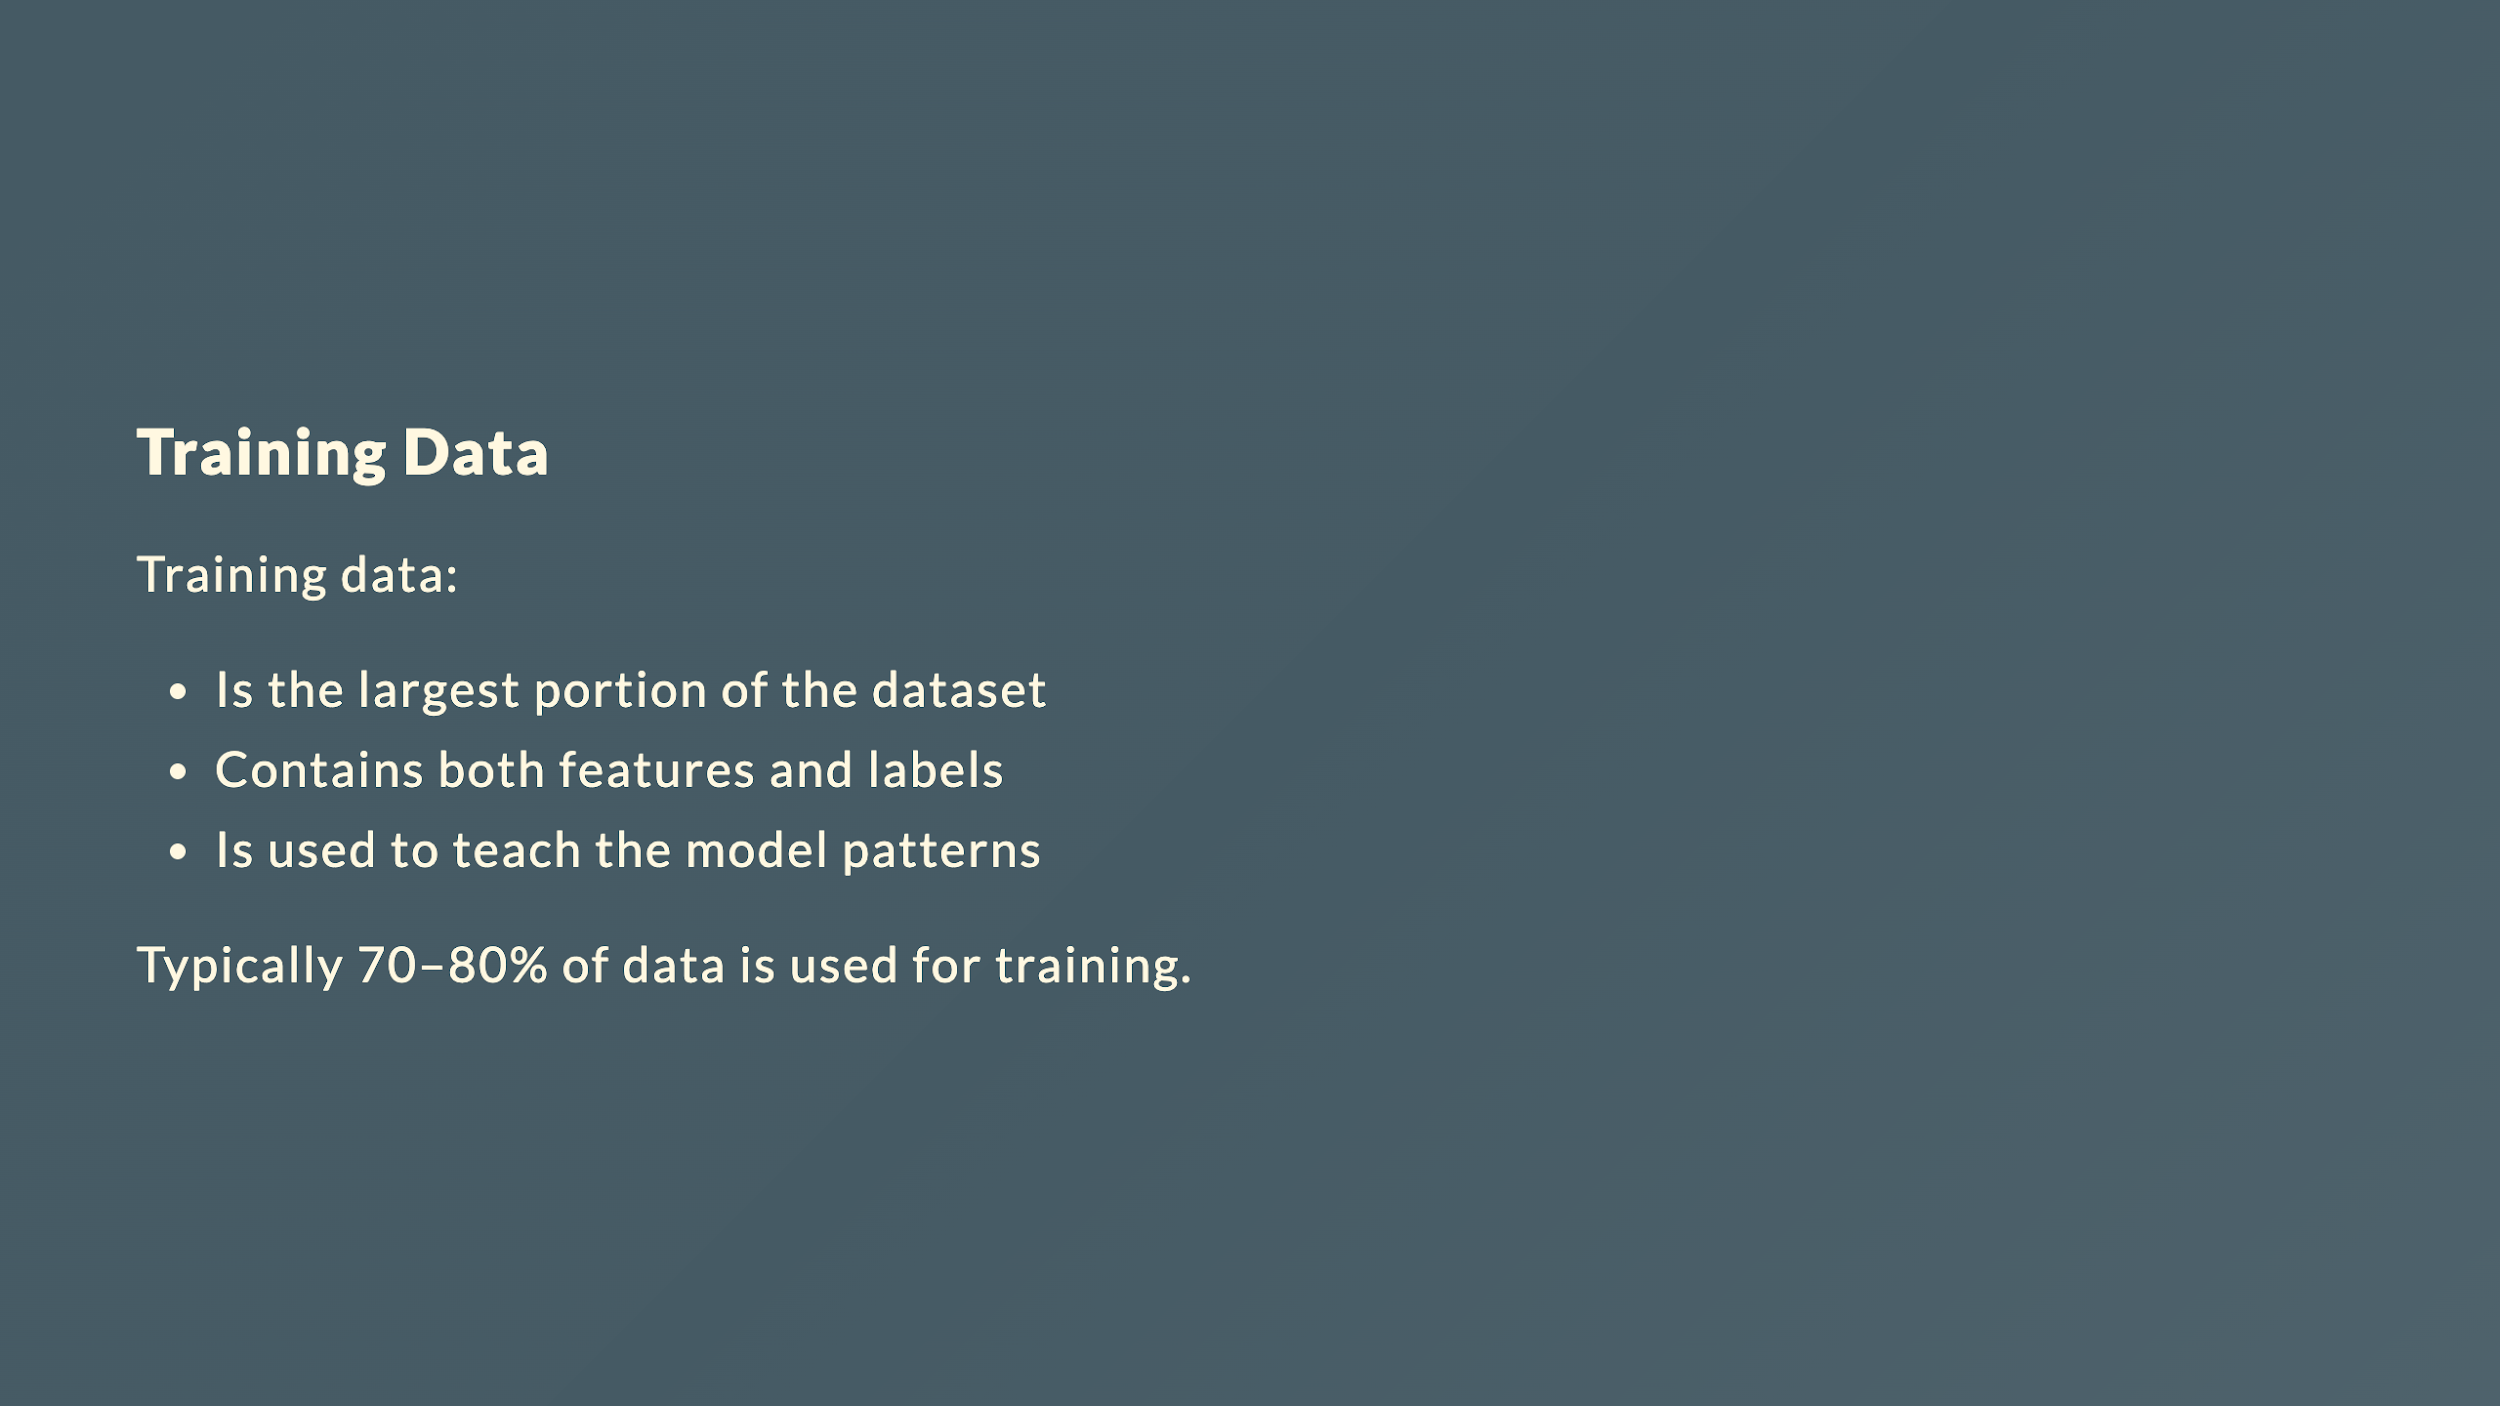 Training Data
Training data:
• Is the largest portion of the dataset
• Contains both features and labels
• Is used to teach the model patterns
Typically 70–80% of data is used for training.